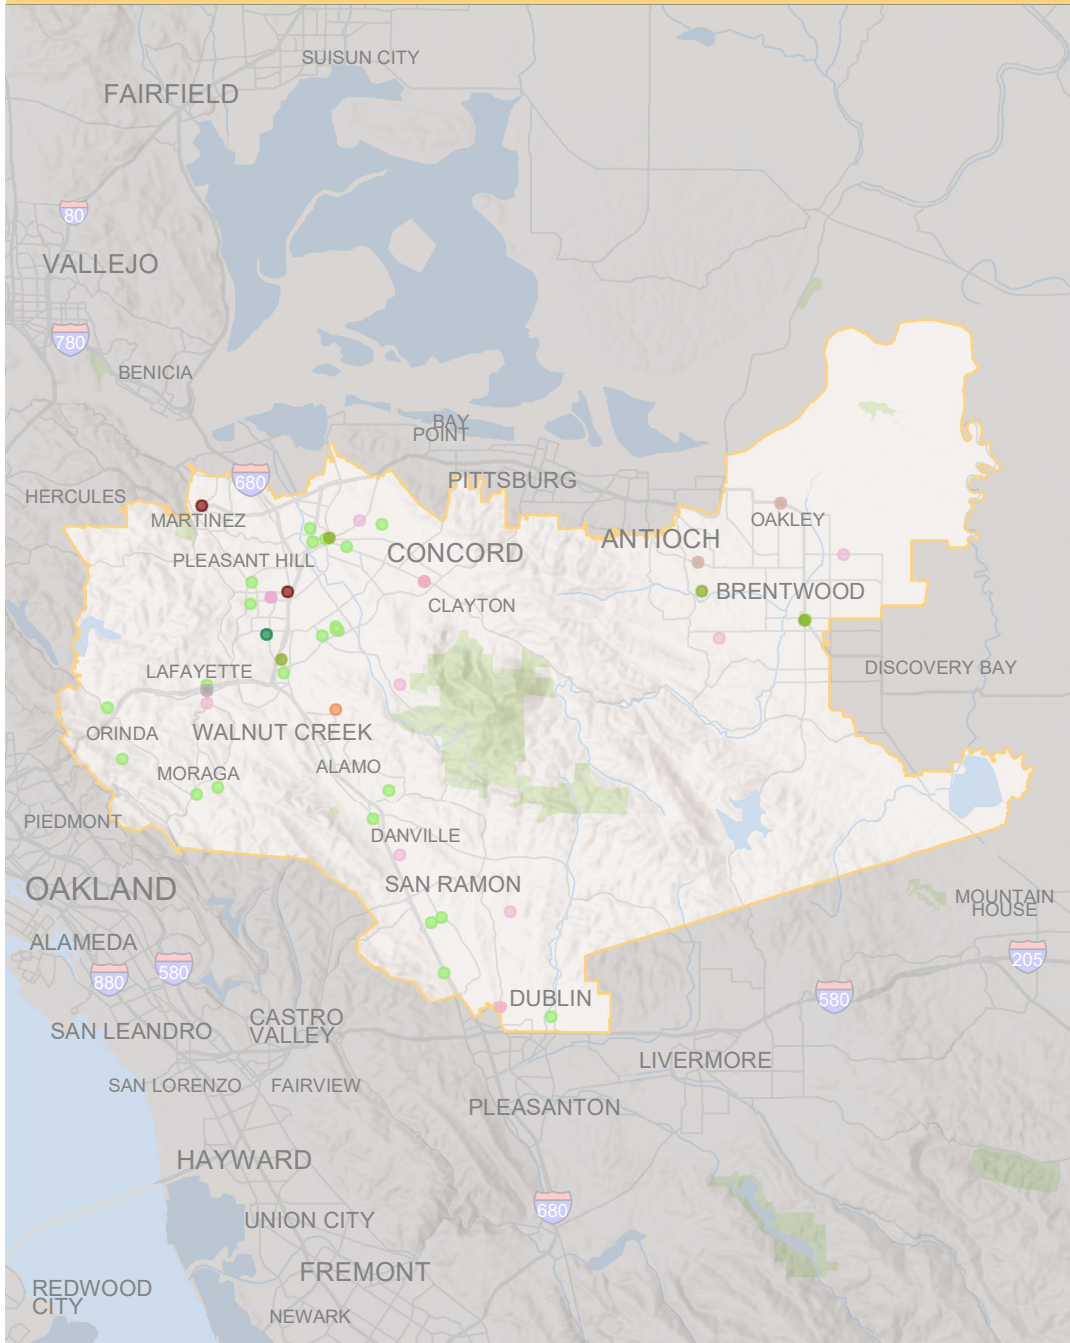 SUISUN CITY
FAIRFIELD
80
VALLEJO
780
BENICIA
BAY
POINT
680
PITTSBURG
HERCULES
MARTINEZ
OAKLEY
ANTIOCH
CONCORD
PLEASANT HILL
BRENTWOOD
CLAYTON
LAFAYETTE
DISCOVERY BAY
ORINDA
WALNUT CREEK
MORAGA
ALAMO
PIEDMONT
DANVILLE
OAKLAND
SAN RAMON
MOUNTAIN
HOUSE
ALAMEDA
205
580
880
580
DUBLIN
SAN LEANDRO
CASTRO
VALLEY
LIVERMORE
SAN LORENZO
FAIRVIEW
PLEASANTON
HAYWARD
680
UNION CITY
FREMONT
REDWOOD
CITY
NEWARK